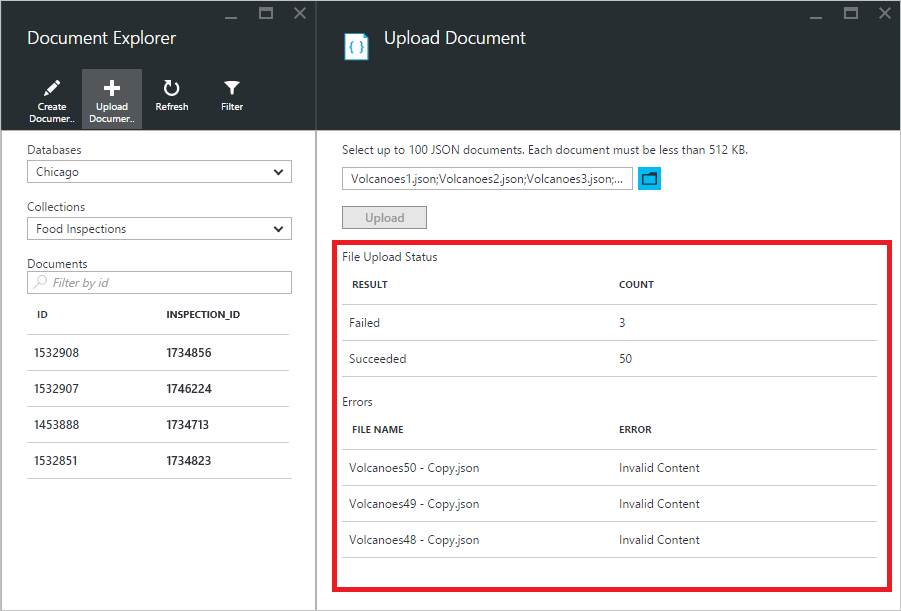 Document Explorer
Create Documer..
Upload Documer..
Refresh
Filter
Databases
Chicago
Collections
Food Inspections
Documents
Filter by id
ID INSPECTION_ID
1532908 1734856
1532907 1746224
1453888 1734713
1532851 1734823
{ }
Upload Document
Select up to 100 JSON documents. Each document must be less than 512 KB.
Volcanoes1.json;Volcanoes2.json;Volcanoes3.json;...
Upload
File Upload Status
RESULT COUNT
Failed 3
Succeeded 50
Errors
FILE NAME ERROR
Volcanoes50 - Copy.json Invalid Content
Volcanoes49 - Copy.json Invalid Content
Volcanoes48 - Copy.json Invalid Content